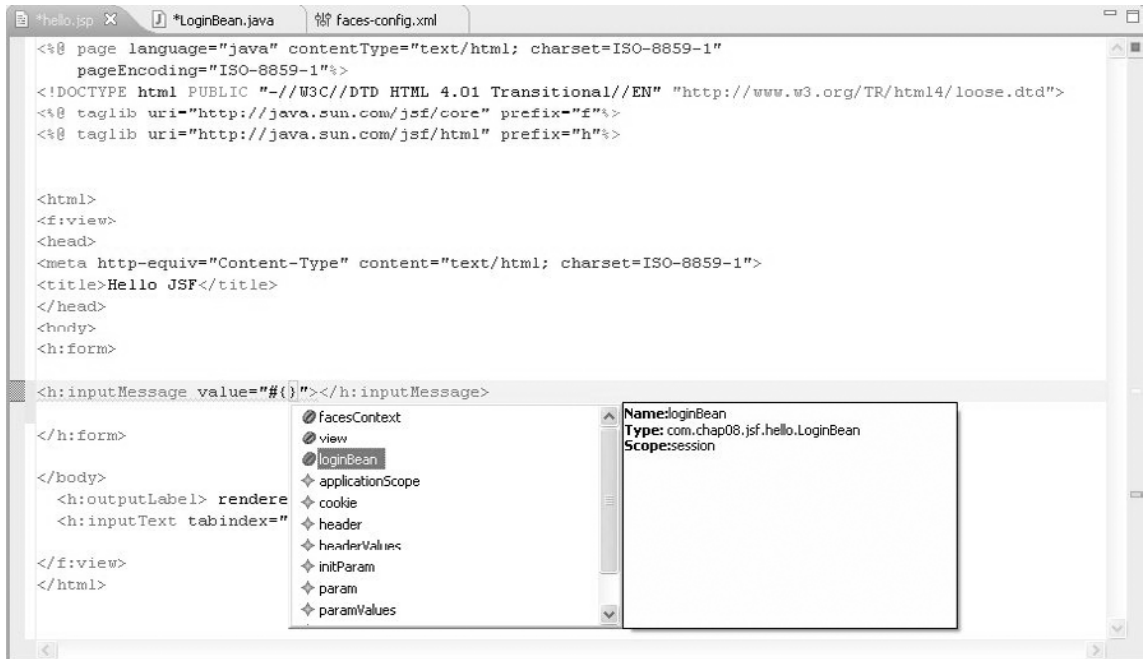 *hello.jsp
*LoginBean.java
faces-config.xml
<%@ page language="java" contentType="text/html; charset=ISO-8859-1"
pageEncoding="ISO-8859-1"%>
<!DOCTYPE html PUBLIC "-//W3C//DTD HTML 4.01 Transitional//EN" "http://www.w3.org/TR/html4/loose.dtd">
<%@ taglib uri="http://java.sun.com/jsf/core" prefix="f"%>
<%@ taglib uri="http://java.sun.com/jsf/html" prefix="h"%>
<html>
<f:view>
<head>
<meta http-equiv="Content-Type" content="text/html; charset=ISO-8859-1">
<title>Hello JSF</title>
</head>
<body>
<h:form>
<h:inputMessage value="#{}"></h:inputMessage>
</h:form>
</body>
<h:outputLabel> rendere
<h:inputText tabindex="
</f:view>
</html>
facesContext
view
loginBean
applicationScope
cookie
header
headerValues
initParam
param
paramValues
Name:loginBean
Type: com.chap08.jsf.hello.LoginBean
Scope:session